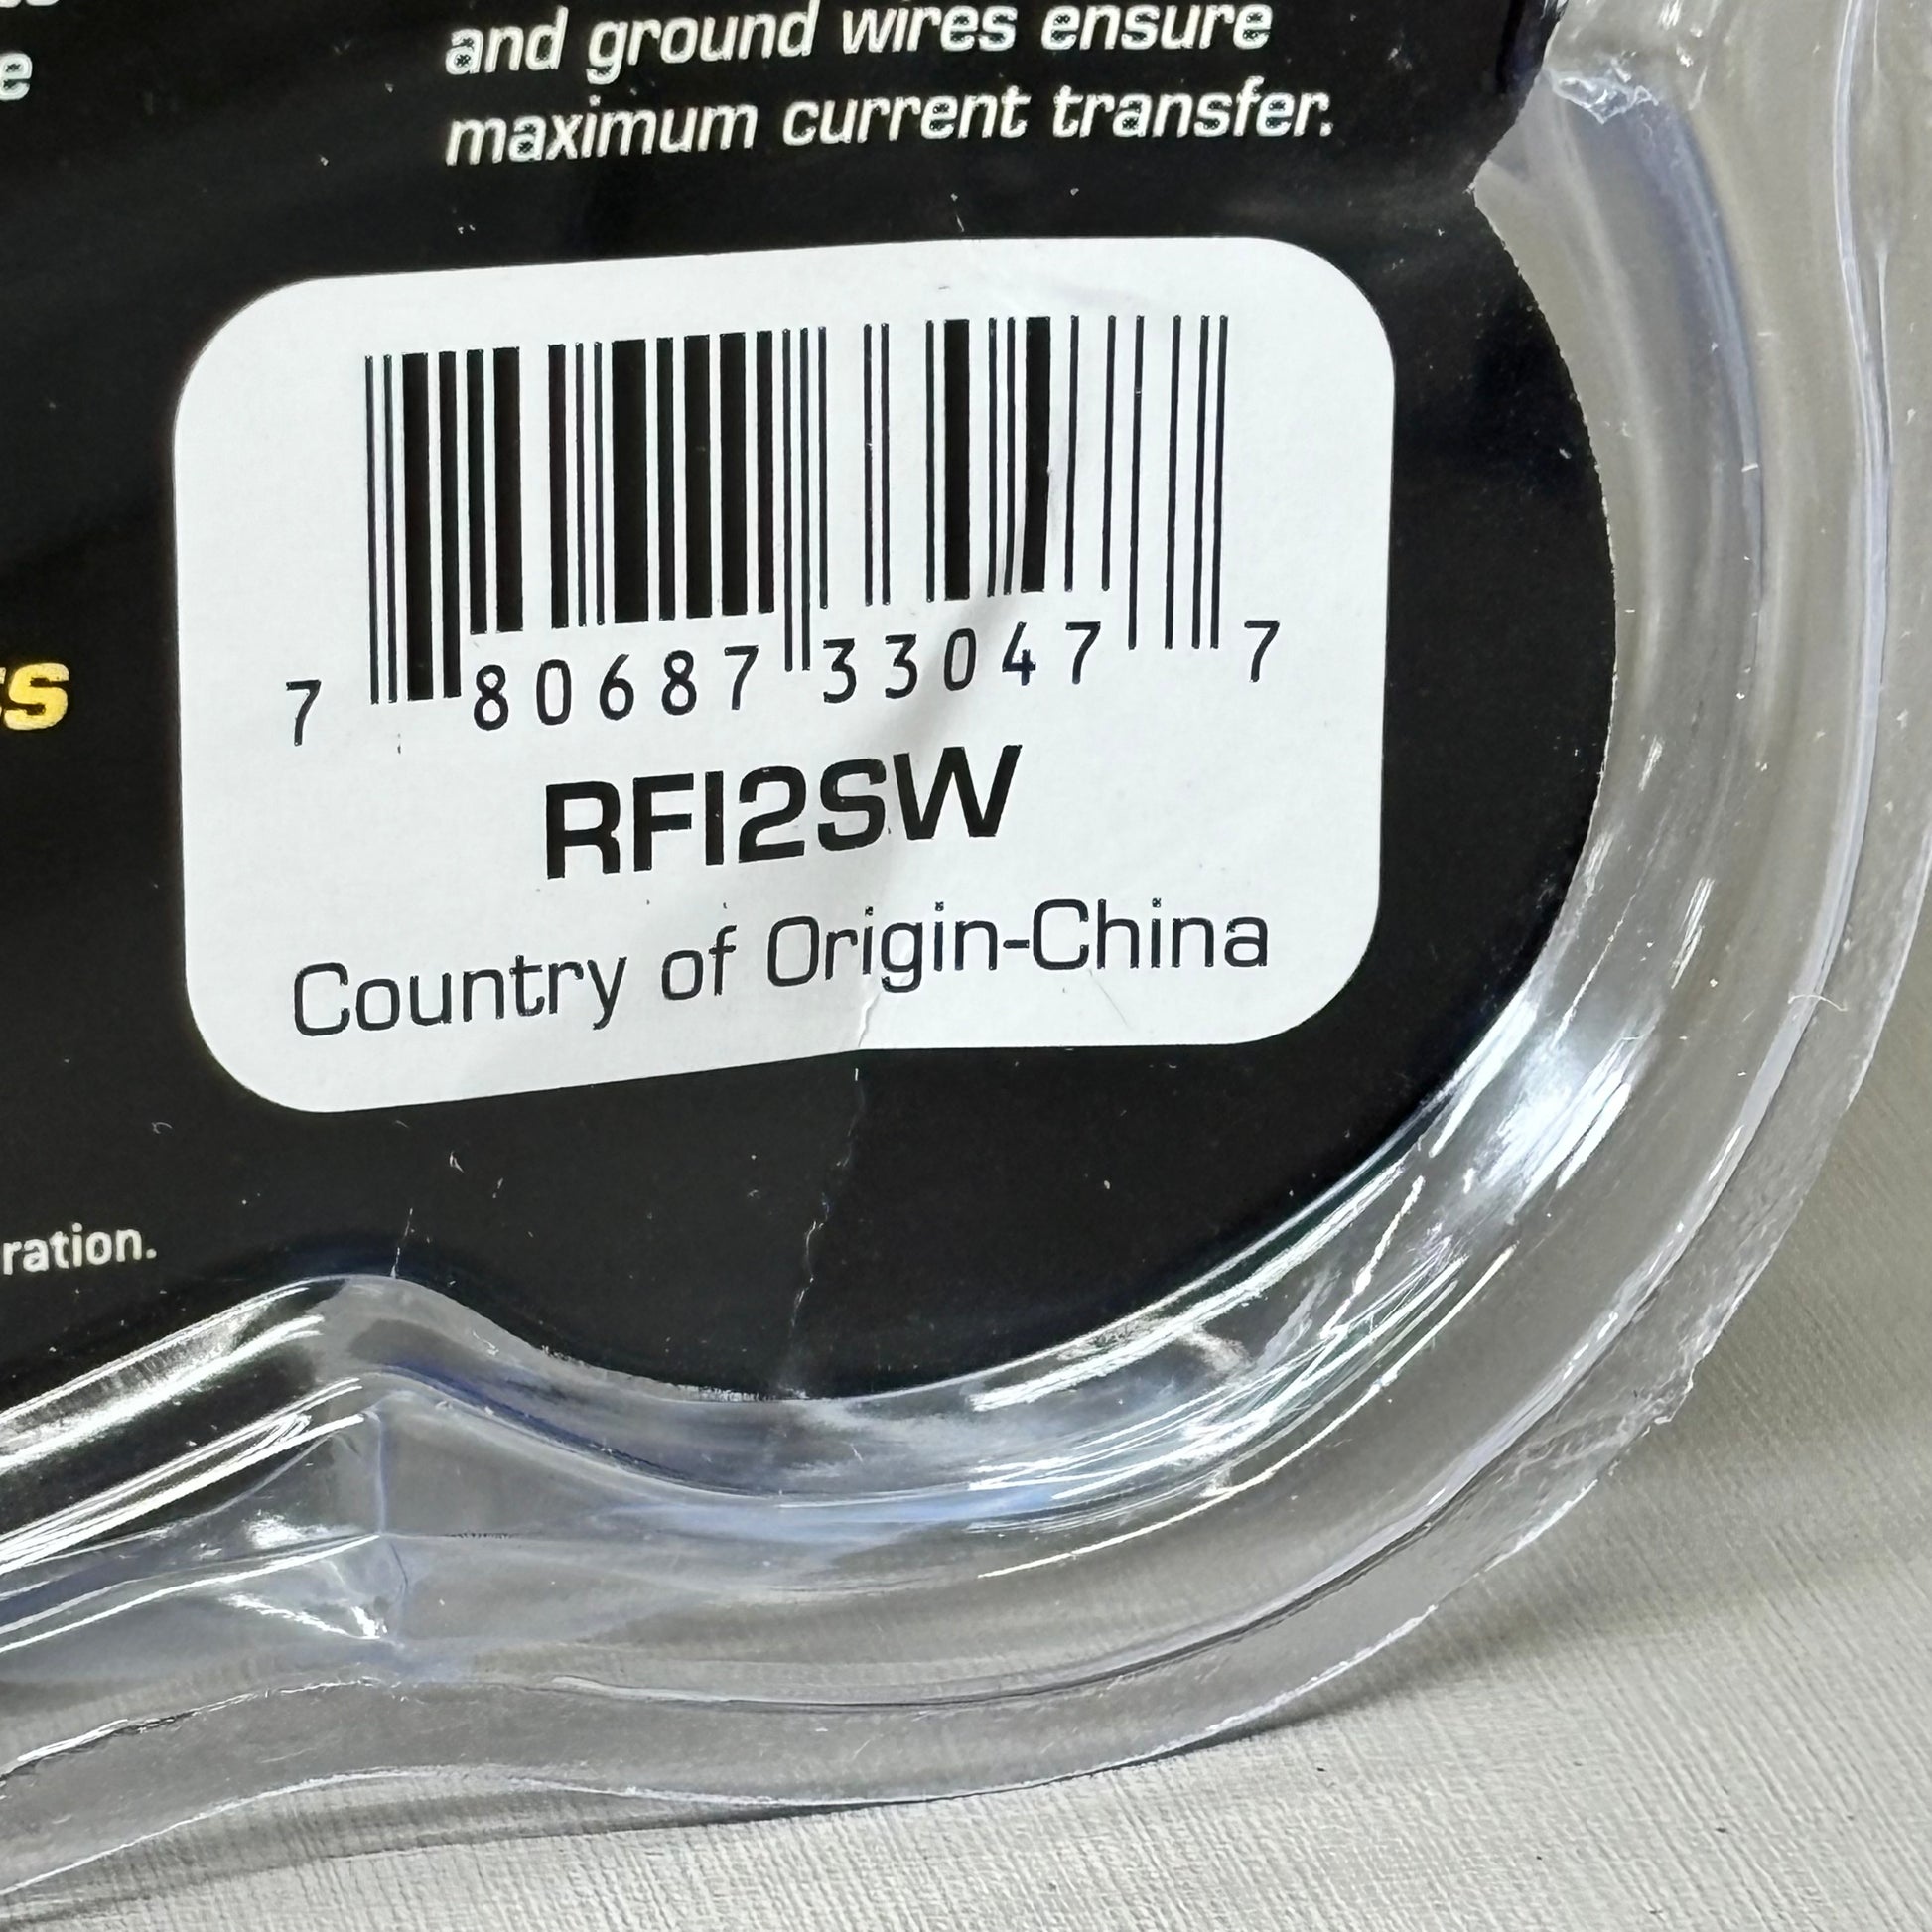 and ground wires ensure
e
maximum current transfer.
7 80687 33047 7
s
RFI2SW
Country of Origin-China
ration.